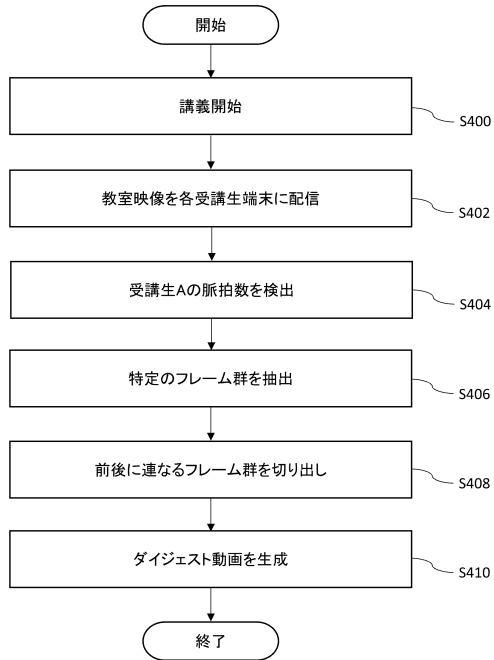 開始
講義開始
S400
教室映像を各受講生端末に配信
S402
受講生Aの脈拍数を検出
S404
特定のフレーム群を抽出
S406
前後に連なるフレーム群を切り出し
S408
ダイジェスト動画を生成
S410
終了